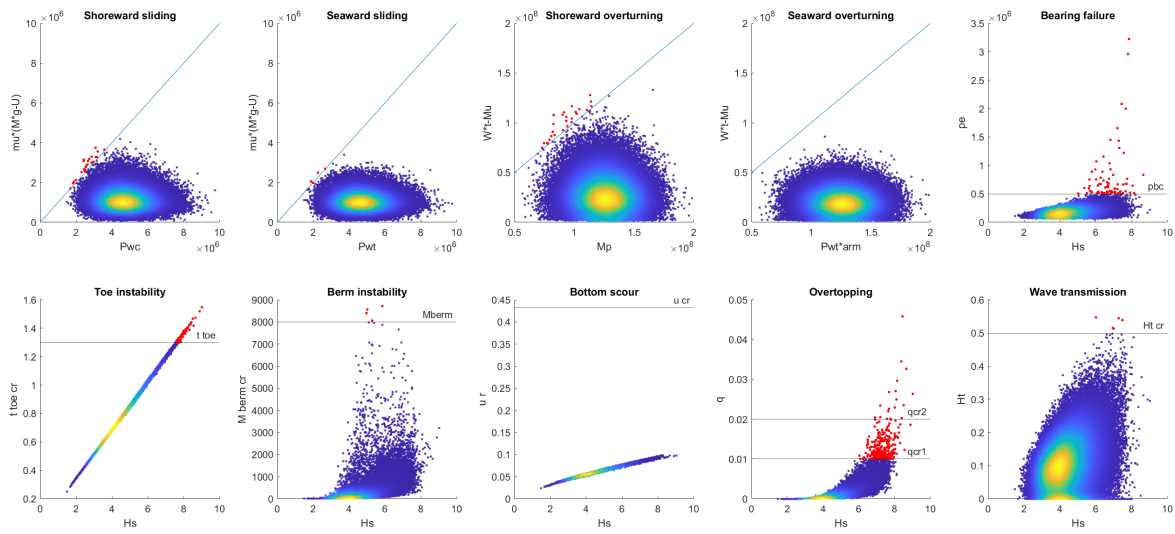 Shoreward sliding
×10^6
mu*(M*g-U)
10
8
6
4
2
0
0 2 4 6 8 10
Pwc
×10^6
Seaward sliding
×10^6
mu*(M*g-U)
10
8
6
4
2
0
0 2 4 6 8 10
Pwt
×10^6
Shoreward overturning
×10^8
W*t-Mu
2
1.5
1
0.5
0
0.5 1 1.5 2
Mp
×10^8
Seaward overturning
×10^8
W*t-Mu
2
1.5
1
0.5
0
0.5 1 1.5 2
Pwt*arm
×10^8
Bearing failure
×10^6
pe
3.5
3
2.5
2
1.5
1
0.5
0
pbc
0 2 4 6 8 10
Hs
Toe instability
t toe cr
1.6
1.4
1.2
1
0.8
0.6
0.4
0.2
t toe
0 2 4 6 8 10
Hs
Berm instability
M berm cr
9000
8000
7000
6000
5000
4000
3000
2000
1000
0
Mberm
0 2 4 6 8 10
Hs
Bottom scour
u r
0.45
0.4
0.35
0.3
0.25
0.2
0.15
0.1
0.05
0
u cr
0 2 4 6 8 10
Hs
Overtopping
q
0.05
0.04
0.03
0.02
0.01
0
qcr2
qcr1
0 2 4 6 8 10
Hs
Wave transmission
Ht
0.6
0.5
0.4
0.3
0.2
0.1
0
Ht cr
0 2 4 6 8 10
Hs